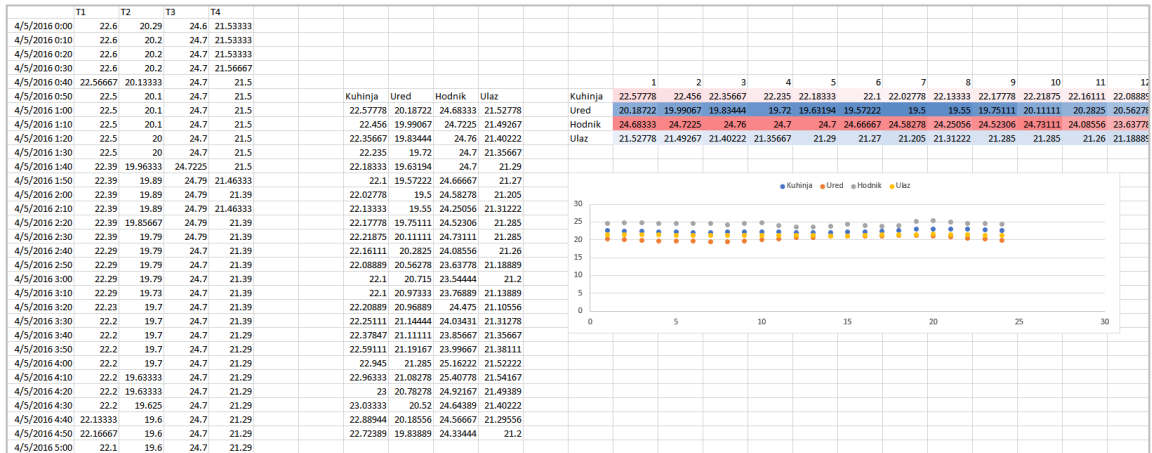 T1 T2 T3 T4
4/5/2016 0:00 22.6 20.29 24.6 21.53333
4/5/2016 0:10 22.6 20.2 24.7 21.53333
4/5/2016 0:20 22.6 20.2 24.7 21.53333
4/5/2016 0:30 22.6 20.2 24.7 21.56667
4/5/2016 0:40 22.56667 20.13333 24.7 21.5 1 2 3 4 5 6 7 8 9 10 11 12
4/5/2016 0:50 22.5 20.1 24.7 21.5 Kuhinja Ured Hodnik Ulaz Kuhinja 22.57778 22.456 22.35667 22.235 22.18333 22.1 22.02778 22.13333 22.17778 22.21875 22.16111 22.08889
4/5/2016 1:00 22.5 20.1 24.7 21.5 22.57778 20.18722 24.68333 21.52778 Ured 20.18722 19.99067 19.83444 19.72 19.63194 19.57222 19.5 19.55 19.75111 20.11111 20.2825 20.56278
4/5/2016 1:10 22.5 20.1 24.7 21.5 22.456 19.99067 24.7225 21.49267 Hodnik 24.68333 24.7225 24.76 24.7 24.7 24.66667 24.58278 24.25056 24.52306 24.73111 24.08556 23.63778
4/5/2016 1:20 22.5 20 24.7 21.5 22.35667 19.83444 24.76 21.40222 Ulaz 21.52778 21.49267 21.40222 21.35667 21.29 21.27 21.205 21.31222 21.285 21.285 21.26 21.18889
4/5/2016 1:30 22.5 20 24.7 21.5 22.235 19.72 24.7 21.35667
4/5/2016 1:40 22.39 19.96333 24.7225 21.5 22.18333 19.63194 24.7 21.29
4/5/2016 1:50 22.39 19.89 24.79 21.46333 22.1 19.57222 24.66667 21.27
4/5/2016 2:00 22.39 19.89 24.79 21.39 22.02778 19.5 24.58278 21.205
4/5/2016 2:10 22.39 19.89 24.79 21.46333 22.13333 19.55 24.25056 21.31222
4/5/2016 2:20 22.39 19.85667 24.79 21.39 22.17778 19.75111 24.52306 21.285
4/5/2016 2:30 22.39 19.79 24.79 21.39 22.21875 20.11111 24.73111 21.285
4/5/2016 2:40 22.29 19.79 24.7 21.39 22.16111 20.2825 24.08556 21.26
4/5/2016 2:50 22.29 19.79 24.7 21.39 22.08889 20.56278 23.63778 21.18889
4/5/2016 3:00 22.29 19.79 24.7 21.39 22.1 20.715 23.54444 21.2
4/5/2016 3:10 22.29 19.73 24.7 21.39 22.1 20.97333 23.76889 21.13889
4/5/2016 3:20 22.23 19.7 24.7 21.39 22.20889 20.96889 24.475 21.10556
4/5/2016 3:30 22.2 19.7 24.7 21.39 22.25111 21.14444 24.03431 21.31278
4/5/2016 3:40 22.2 19.7 24.7 21.29 22.37847 21.11111 23.85667 21.35667
4/5/2016 3:50 22.2 19.7 24.7 21.29 22.59111 21.19167 23.99667 21.38111
4/5/2016 4:00 22.2 19.7 24.7 21.29 22.945 21.285 25.16222 21.52222
4/5/2016 4:10 22.2 19.63333 24.7 21.29 22.96333 21.08278 25.40778 21.54167
4/5/2016 4:20 22.2 19.63333 24.7 21.29 23 20.78278 24.92167 21.49389
4/5/2016 4:30 22.2 19.625 24.7 21.29 23.03333 20.52 24.64389 21.40222
4/5/2016 4:40 22.13333 19.6 24.7 21.29 22.88944 20.18556 24.56667 21.29556
4/5/2016 4:50 22.16667 19.6 24.7 21.29 22.72389 19.83889 24.33444 21.2
4/5/2016 5:00 22.1 19.6 24.7 21.29
Kuhinja Ured Hodnik Ulaz
30
25
20
15
10
5
0
0 5 10 15 20 25 30